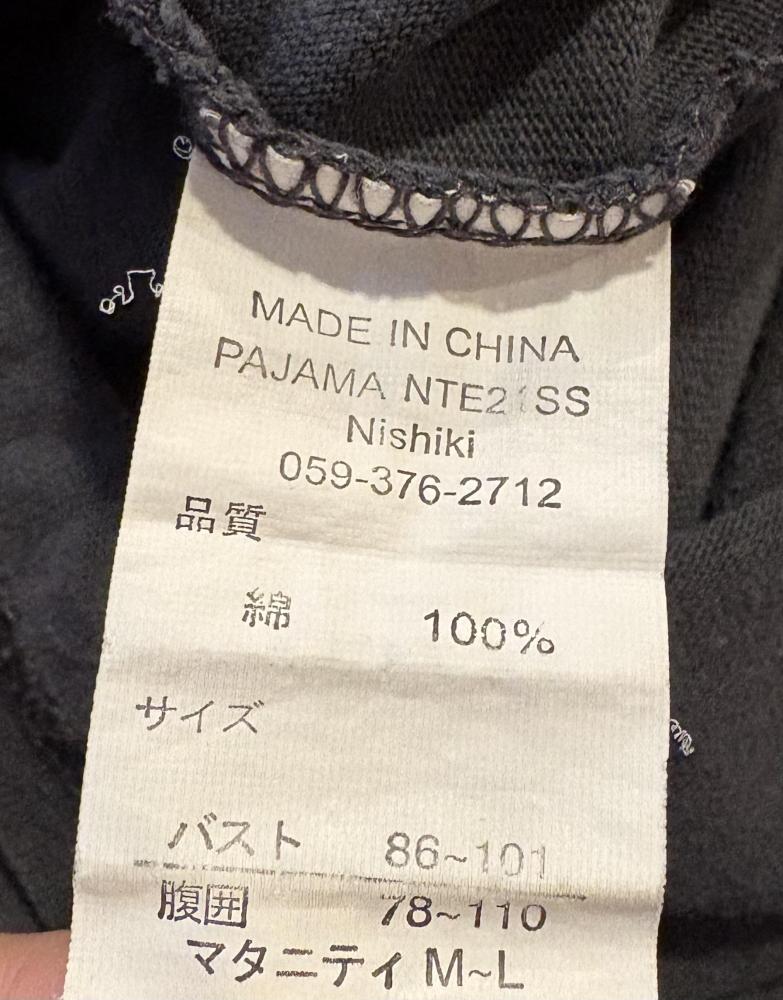 MADE IN CHINA
PAJAMA NTE21SS
Nishiki
059-376-2712
品質
綿 100%
サイズ
バスト 86~101
腹囲 78~110
マタニティ M~L